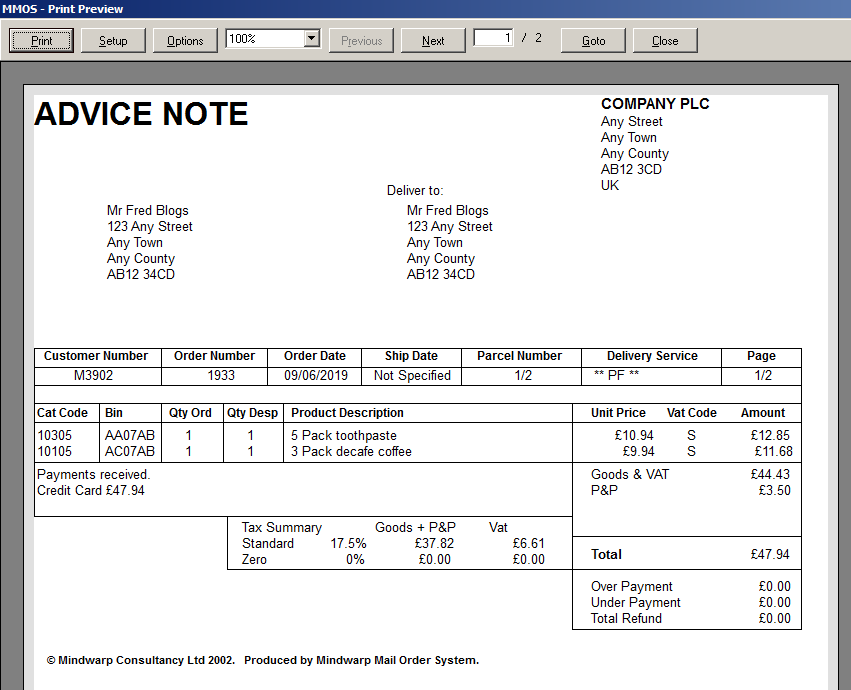 MMOS - Print Preview
Print Setup Options 100% Previous Next 1 / 2 Goto Close
ADVICE NOTE
COMPANY PLC
Any Street
Any Town
Any County
AB12 3CD
UK
Mr Fred Blogs
123 Any Street
Any Town
Any County
AB12 34CD
Deliver to:
Mr Fred Blogs
123 Any Street
Any Town
Any County
AB12 34CD
Customer Number Order Number Order Date Ship Date Parcel Number Delivery Service Page
M3902 1933 09/06/2019 Not Specified 1/2 ** PF ** 1/2
Cat Code Bin Qty Ord Qty Desp Product Description Unit Price Vat Code Amount
10305 AA07AB 1 1 5 Pack toothpaste £10.94 S £12.85
10105 AC07AB 1 1 3 Pack decafe coffee £9.94 S £11.68
Payments received.
Credit Card £47.94
Goods & VAT £44.43
P&P £3.50
Tax Summary Goods + P&P Vat
Standard 17.5% £37.82 £6.61
Zero 0% £0.00 £0.00
Total £47.94
Over Payment £0.00
Under Payment £0.00
Total Refund £0.00
© Mindwarp Consultancy Ltd 2002. Produced by Mindwarp Mail Order System.